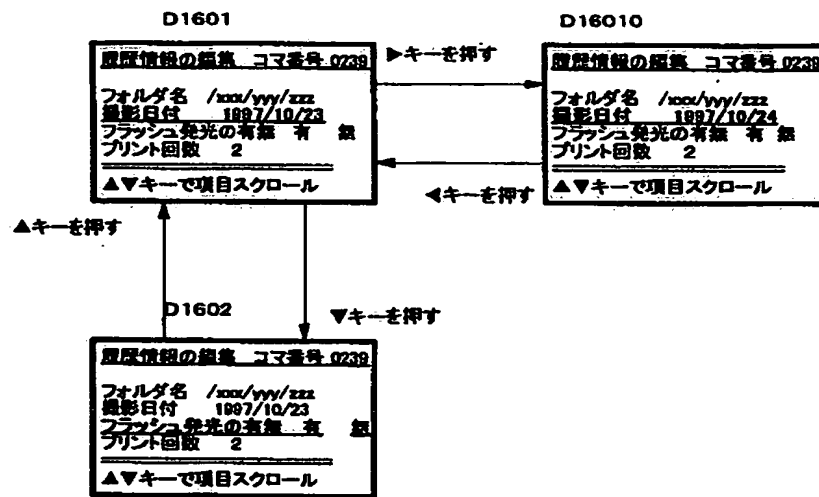 D1601
履歴情報の編集 コマ番号 0239
フォルダ名 /xxx/yyy/zzz
撮影日付 1997/10/23
フラッシュ発光の有無 有 無
プリント回数 2
▲▼キーで項目スクロール
▶キーを押す
◀キーを押す
D16010
履歴情報の編集 コマ番号 0239
フォルダ名 /xxx/yyy/zzz
撮影日付 1997/10/24
フラッシュ発光の有無 有 無
プリント回数 2
▲▼キーで項目スクロール
▲キーを押す
▼キーを押す
D1602
履歴情報の編集 コマ番号 0239
フォルダ名 /xxx/yyy/zzz
撮影日付 1997/10/23
フラッシュ発光の有無 有 無
プリント回数 2
▲▼キーで項目スクロール